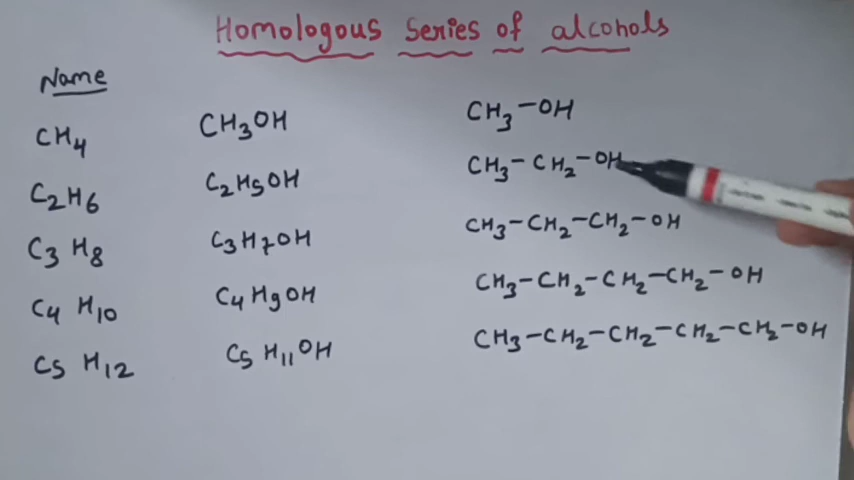 Homologous Series of alcohols
Name
CH₄ CH₃OH CH₃-OH
C₂H₆ C₂H₅OH CH₃-CH₂-OH
C₃H₈ C₃H₇OH CH₃-CH₂-CH₂-OH
C₄H₁₀ C₄H₉OH CH₃-CH₂-CH₂-CH₂-OH
C₅H₁₂ C₅H₁₁OH CH₃-CH₂-CH₂-CH₂-CH₂-OH